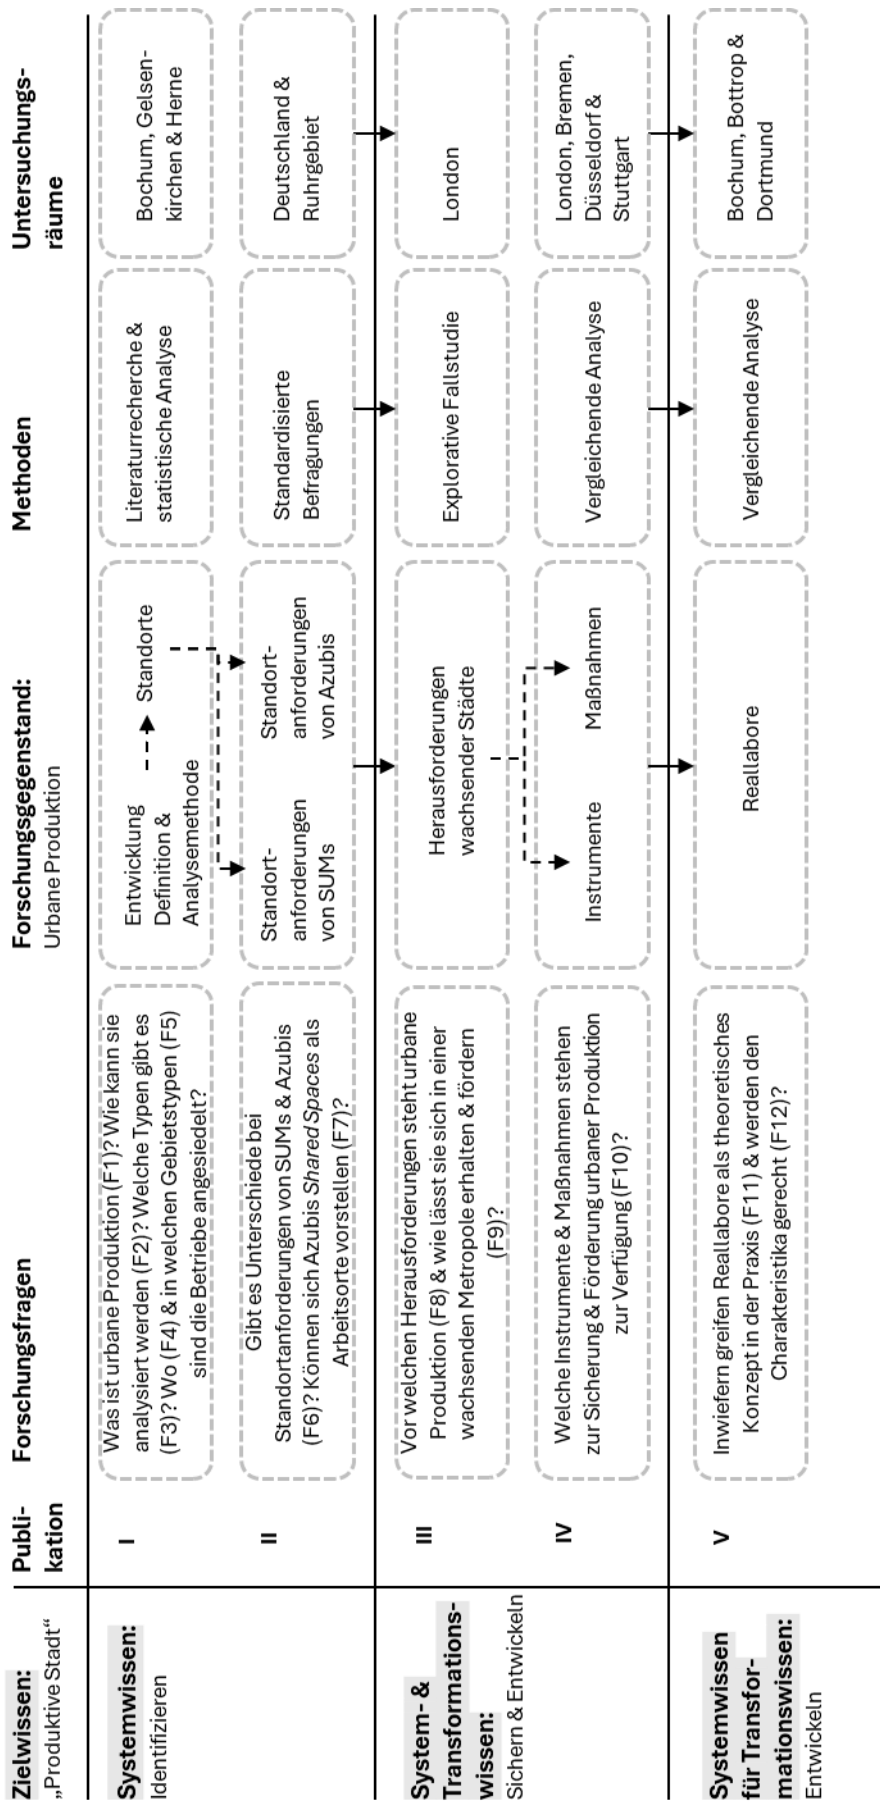 Zielwissen:
„Produktive Stadt“
Publi-
kation
Forschungsfragen
Forschungsgegenstand:
Urbane Produktion
Methoden
Untersuchungs-
räume
Systemwissen:
Identifizieren
I
Was ist urbane Produktion (F1)? Wie kann sie
analysiert werden (F2)? Welche Typen gibt es
(F3)? Wo (F4) & in welchen Gebietstypen (F5)
sind die Betriebe angesiedelt?
Entwicklung
Definition &
Analysemethode
Standorte
Literaturrecherche &
statistische Analyse
Bochum, Gelsen-
kirchen & Herne
II
Gibt es Unterschiede bei
Standortanforderungen von SUMs & Azubis
(F6)? Können sich Azubis Shared Spaces als
Arbeitsorte vorstellen (F7)?
Standort-
anforderungen
von SUMs
Standort-
anforderungen
von Azubis
Standardisierte
Befragungen
Deutschland &
Ruhrgebiet
System- &
Transformations-
wissen:
Sichern & Entwickeln
III
Vor welchen Herausforderungen steht urbane
Produktion (F8) & wie lässt sie sich in einer
wachsenden Metropole erhalten & fördern
(F9)?
Herausforderungen
wachsender Städte
Explorative Fallstudie
London
IV
Welche Instrumente & Maßnahmen stehen
zur Sicherung & Förderung urbaner Produktion
zur Verfügung (F10)?
Instrumente
Maßnahmen
Vergleichende Analyse
London, Bremen,
Düsseldorf &
Stuttgart
Systemwissen
für Transfor-
mationswissen:
Entwickeln
V
Inwiefern greifen Reallabore als theoretisches
Konzept in der Praxis (F11) & werden den
Charakteristika gerecht (F12)?
Reallabore
Vergleichende Analyse
Bochum, Bottrop &
Dortmund